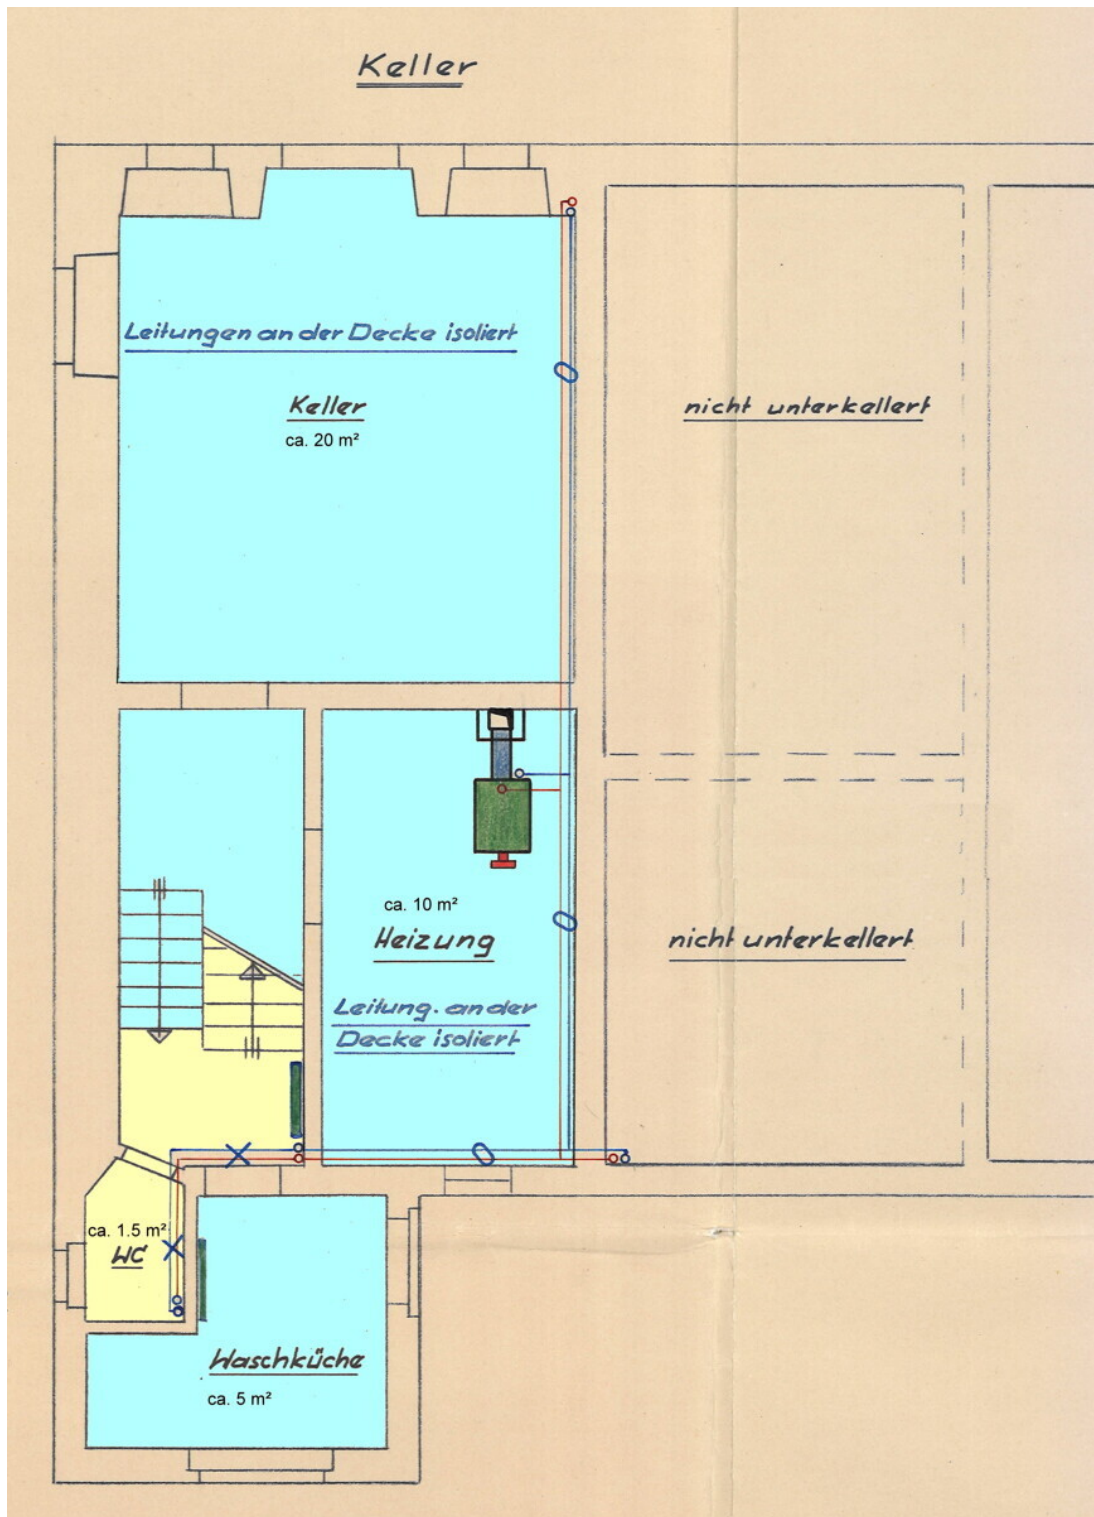 Keller
Leitungen an der Decke isoliert
Keller
ca. 20 m²
nicht unterkellert
ca. 10 m²
Heizung
nicht unterkellert
Leitung. an der
Decke isoliert
ca. 1.5 m²
WC
Waschküche
ca. 5 m²